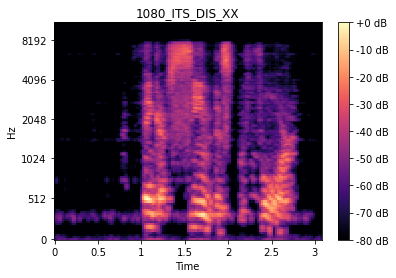 1080_ITS_DIS_XX
+0 dB
8192
-10 dB
4096
-20 dB
-30 dB
2048
Hz
-40 dB
1024
-50 dB
512
-60 dB
-70 dB
0
-80 dB
0 0.5 1 1.5 2 2.5 3
Time